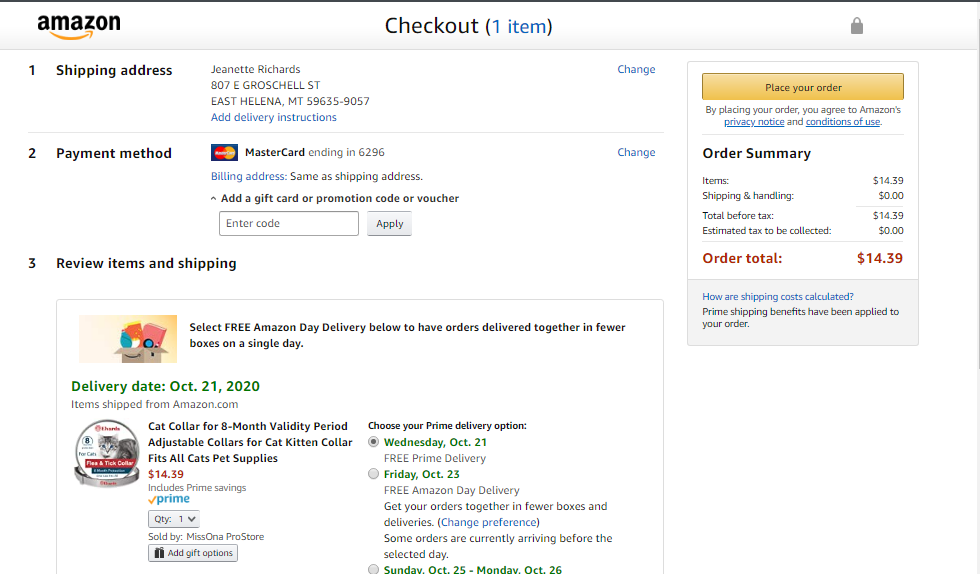 amazon
Checkout (1 item)
1 Shipping address
Jeanette Richards
807 E GROSCHELL ST
EAST HELENA, MT 59635-9057
Add delivery instructions
Change
2 Payment method
MasterCard ending in 6296
Change
Billing address: Same as shipping address.
Add a gift card or promotion code or voucher
Enter code
Apply
3 Review items and shipping
Select FREE Amazon Day Delivery below to have orders delivered together in fewer
boxes on a single day.
Delivery date: Oct. 21, 2020
Items shipped from Amazon.com
Cat Collar for 8-Month Validity Period
Adjustable Collars for Cat Kitten Collar
Fits All Cats Pet Supplies
$14.39
Includes Prime savings
prime
Qty: 1
Sold by: MissOna ProStore
Add gift options
8
For Cats
Flea & Tick Collar
Choose your Prime delivery option:
Wednesday, Oct. 21
FREE Prime Delivery
Friday, Oct. 23
FREE Amazon Day Delivery
Get your orders together in fewer boxes and
deliveries. (Change preference)
Some orders are currently arriving before the
selected day.
Sunday, Oct. 25 - Monday, Oct. 26
Place your order
By placing your order, you agree to Amazon's
privacy notice and conditions of use.
Order Summary
Items: $14.39
Shipping & handling: $0.00
Total before tax: $14.39
Estimated tax to be collected: $0.00
Order total: $14.39
How are shipping costs calculated?
Prime shipping benefits have been applied to
your order.